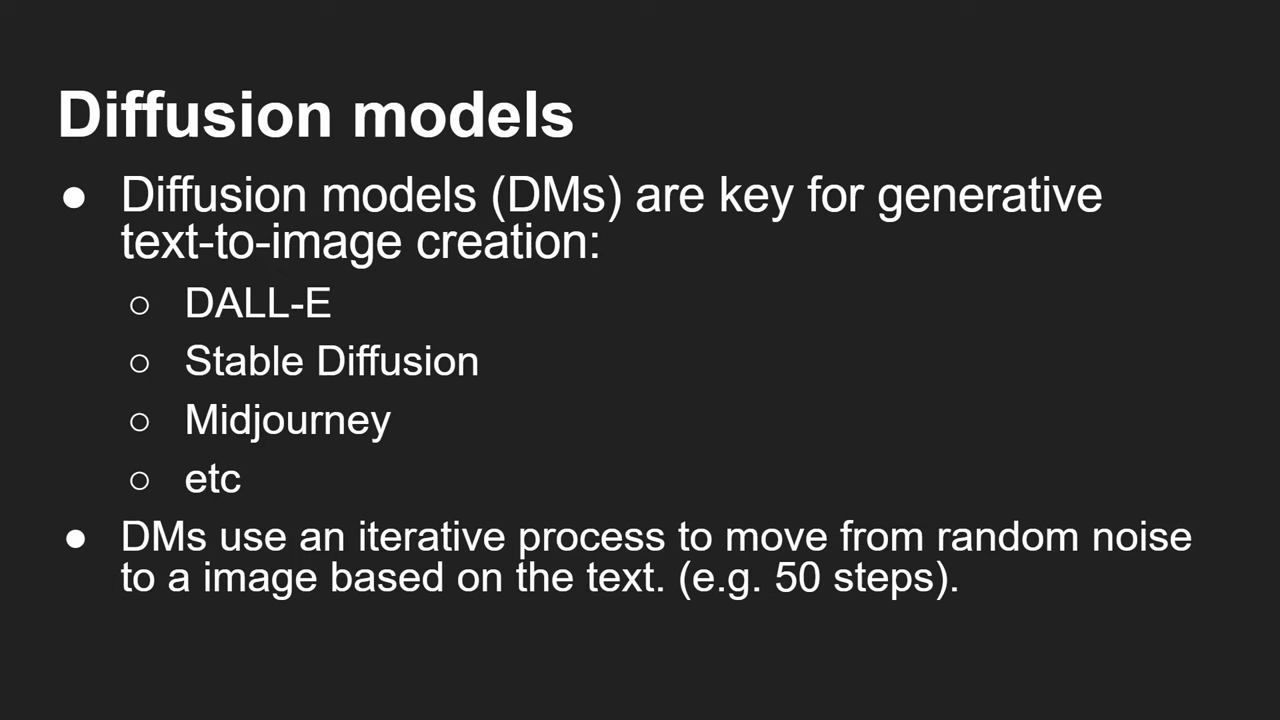 Diffusion models
● Diffusion models (DMs) are key for generative
text-to-image creation:
○ DALL-E
○ Stable Diffusion
○ Midjourney
○ etc
● DMs use an iterative process to move from random noise
to a image based on the text. (e.g. 50 steps).